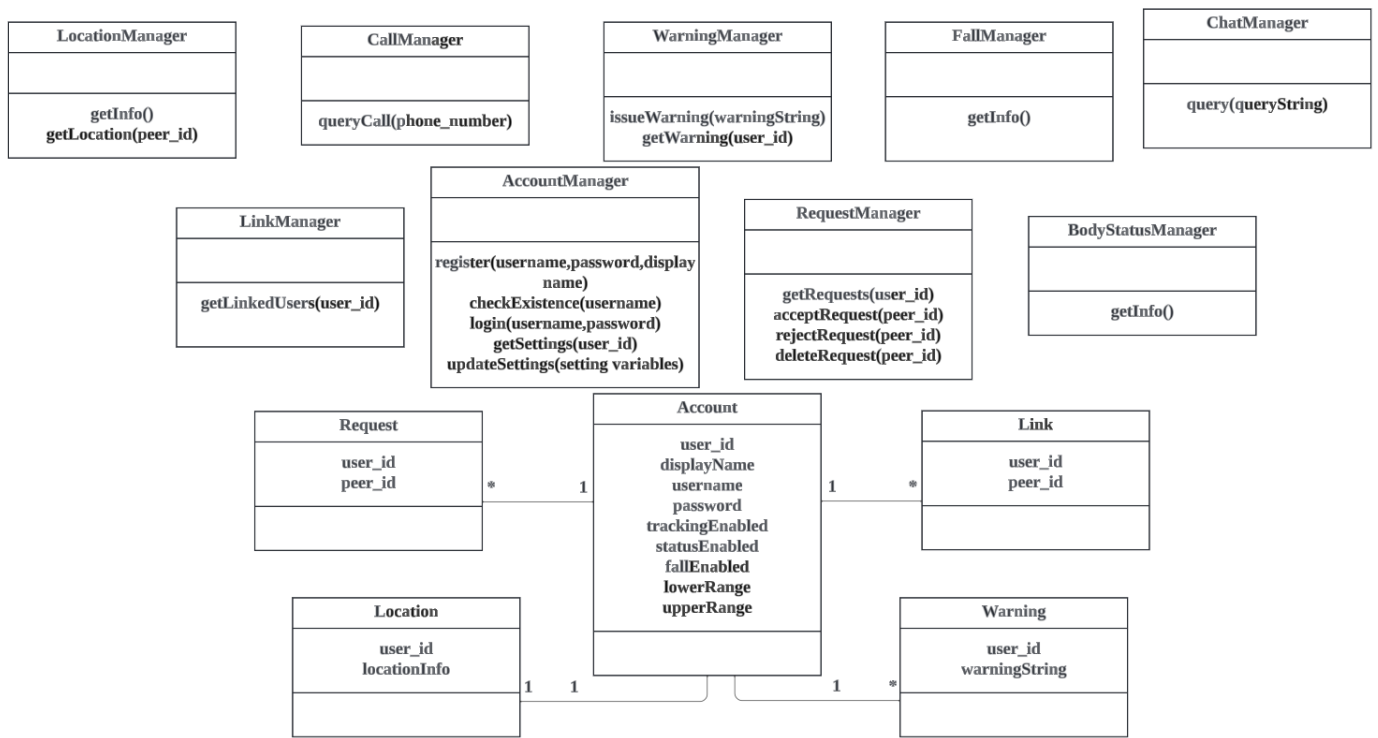 LocationManager
getInfo()
getLocation(peer_id)
CallManager
queryCall(phone_number)
WarningManager
issueWarning(warningString)
getWarning(user_id)
FallManager
getInfo()
ChatManager
query(queryString)
LinkManager
getLinkedUsers(user_id)
AccountManager
register(username,password,display
name)
checkExistence(username)
login(username,password)
getSettings(user_id)
updateSettings(setting variables)
RequestManager
getRequests(user_id)
acceptRequest(peer_id)
rejectRequest(peer_id)
deleteRequest(peer_id)
BodyStatusManager
getInfo()
Request
user_id
peer_id
* 1
Account
user_id
displayName
username
password
trackingEnabled
statusEnabled
fallEnabled
lowerRange
upperRange
1 *
Link
user_id
peer_id
Location
user_id
locationInfo
1 1
1 *
Warning
user_id
warningString